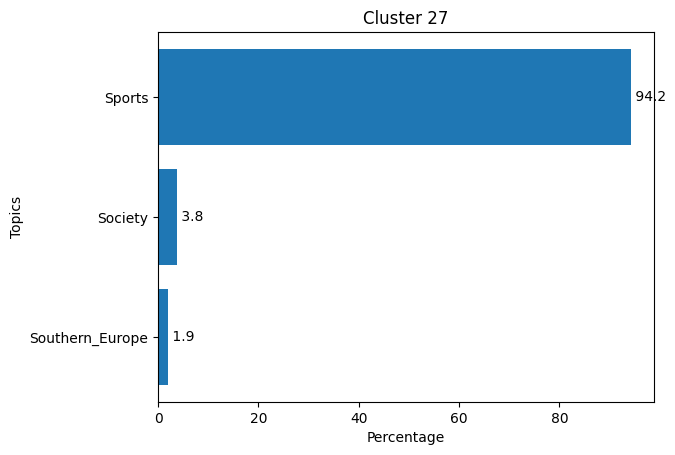 Cluster 27
Topics
Sports
94.2
Society
3.8
Southern_Europe
1.9
0 20 40 60 80
Percentage